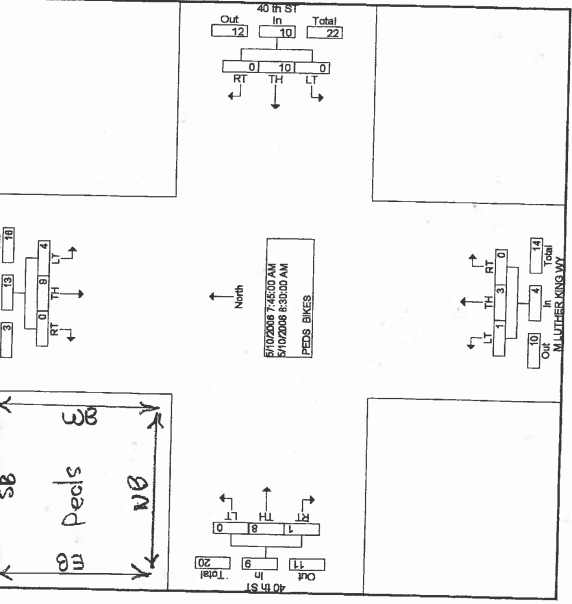 40 th ST
Out In Total
12 10 22
0 10 0
RT TH LT
16
13
3
4 9 0
LT TH RT
North
5/10/2006 7:45:00 AM
5/10/2006 8:30:00 AM
PEDS BIKES
1 3 0
LT TH RT
10 4 14
Out In Total
M LUTHER KING WY
WB
SB
Peds
NB
EB
LT TH RT
0 8 1
20 9 11
Total In Out
40 th ST